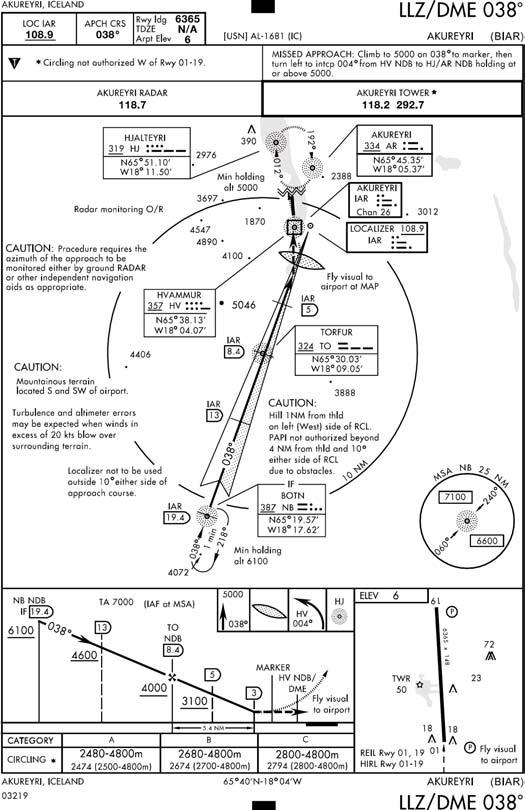 AKUREYRI, ICELAND
LLZ/DME 038°
LOC IAR
108.9
APCH CRS
038°
Rwy ldg 6365
TDZE N/A
Arpt Elev 6
[USN] AL-1681 (IC)
AKUREYRI (BIAR)
* Circling not authorized W of Rwy 01-19.
MISSED APPROACH: Climb to 5000 on 038° to marker, then
turn left to intcp 004° from HV NDB to HJ/AR NDB holding at
or above 5000.
AKUREYRI RADAR
118.7
AKUREYRI TOWER*
118.2 292.7
HJALTEYRI
319 HJ
N65°51.10'
W18°11.50'
390
012°
192°
AKUREYRI
334 AR
N65°45.35'
W18°05.37'
2976
Min holding
alt 5000
2388
3697
Radar monitoring O/R
1870
AKUREYRI
IAR
Chan 26
3012
4547
4890
4100
LOCALIZER 108.9
IAR
CAUTION: Procedure requires the
azimuth of the approach to be
monitored either by ground RADAR
or other independent navigation
aids as appropriate.
Fly visual to
airport at MAP
HVAMMUR
357 HV
N65°38.13'
W18°04.07'
5046
IAR
5
IAR
8.4
TORFUR
324 TO
N65°30.03'
W18°09.05'
4406
3888
CAUTION:
Mountainous terrain
located S and SW of airport.
Turbulence and altimeter errors
may be expected when winds in
excess of 20 kts blow over
surrounding terrain.
Localizer not to be used
outside 10° either side of
approach course.
IAR
13
038°
CAUTION:
Hill 1NM from thld
on left (West) side of RCL.
PAPI not authorized beyond
4 NM from thld and 10°
either side of RCL
due to obstacles.
10 NM
IAR
19.4
IF
BOTN
387 NB
N65°19.57'
W18°17.62'
038°
1 min
218°
Min holding
alt 6100
4072
MSA NB 25 NM
7100
240°
060°
6600
NB NDB
IF 19.4
TA 7000 (IAF at MSA)
6100
038°
13
4600
TO
NDB
8.4
4000
5
3100
3
5.4 NM
5000
038°
HV
004°
HJ
MARKER
HV NDB/
DME
Fly visual
to airport
ELEV 6
19
P
6365 x 148
72
23
TWR
50
18
18
01
P
Fly visual
to airport
REIL Rwy 01, 19
HIRL Rwy 01-19
CATEGORY A B C
CIRCLING * 2480-4800m 2680-4400m 2800-4800m
2474 (2500-4800m) 2674 (2700-4800m) 2794 (2800-4800m)
AKUREYRI, ICELAND
03219
65°40'N-18°04'W
AKUREYRI (BIAR)
LLZ/DME 038°